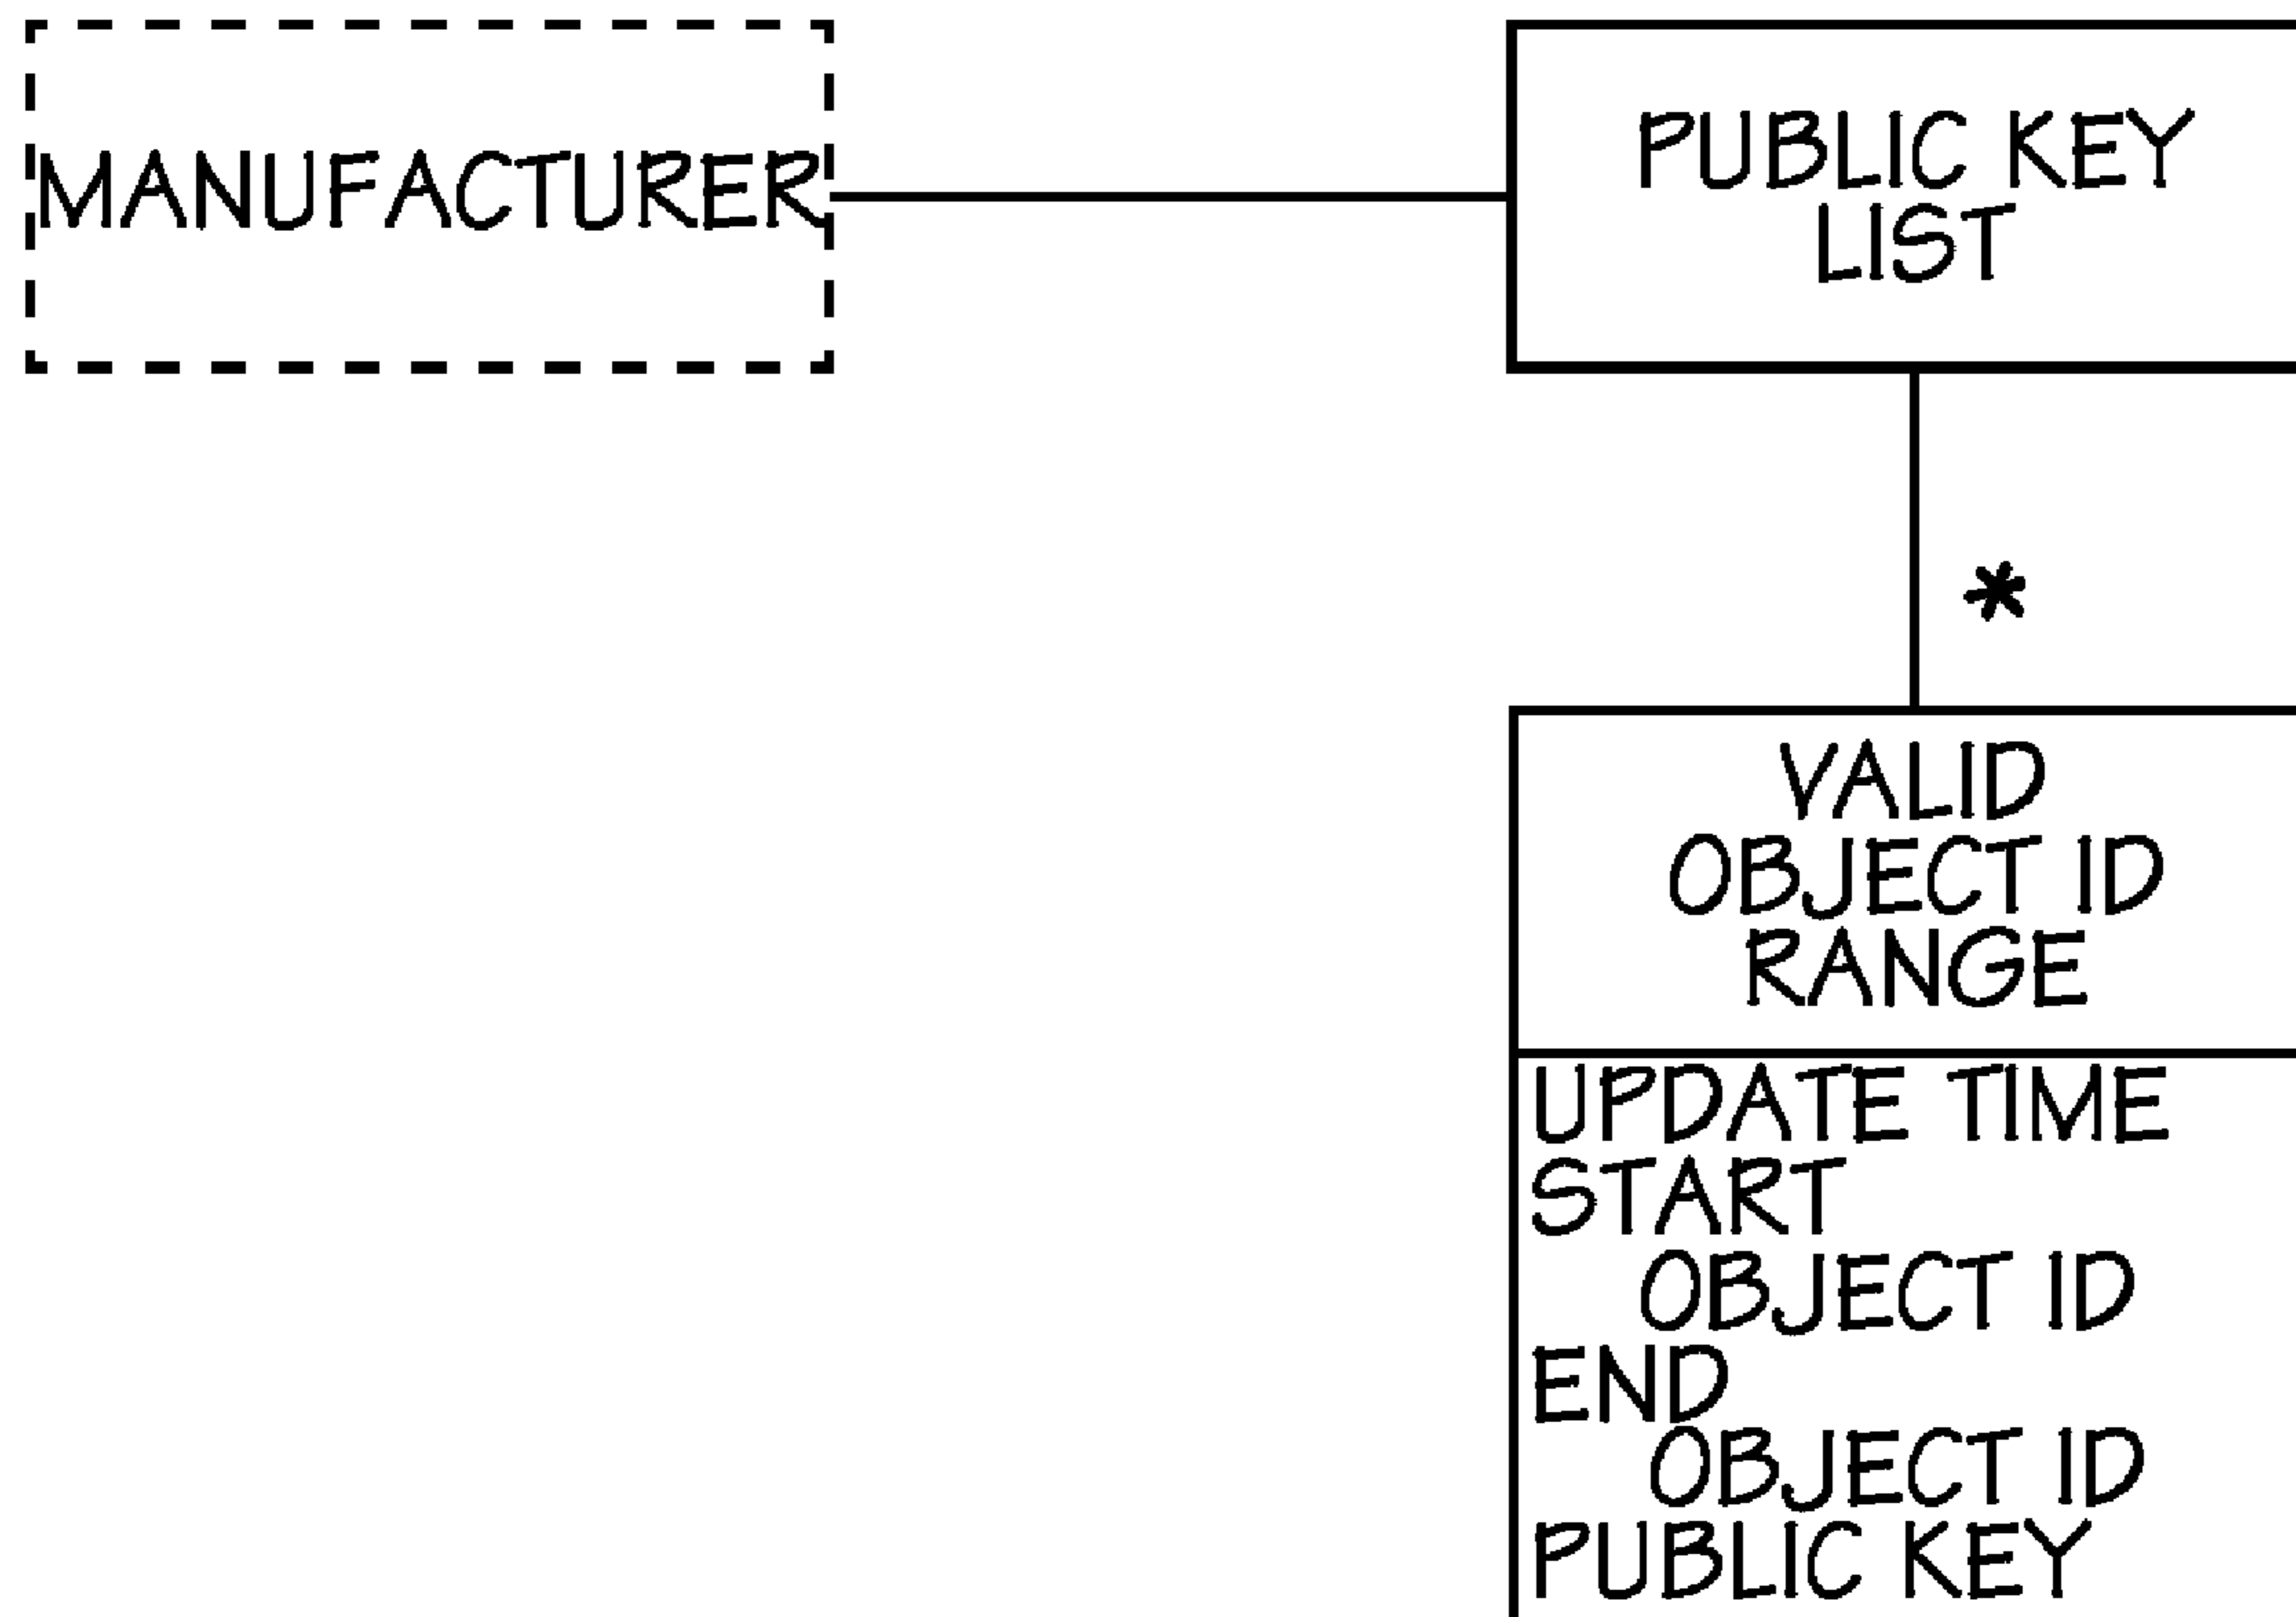 MANUFACTURER
PUBLIC KEY
LIST
*
VALID
OBJECT ID
RANGE
UPDATE TIME
START
OBJECT ID
END
OBJECT ID
PUBLIC KEY